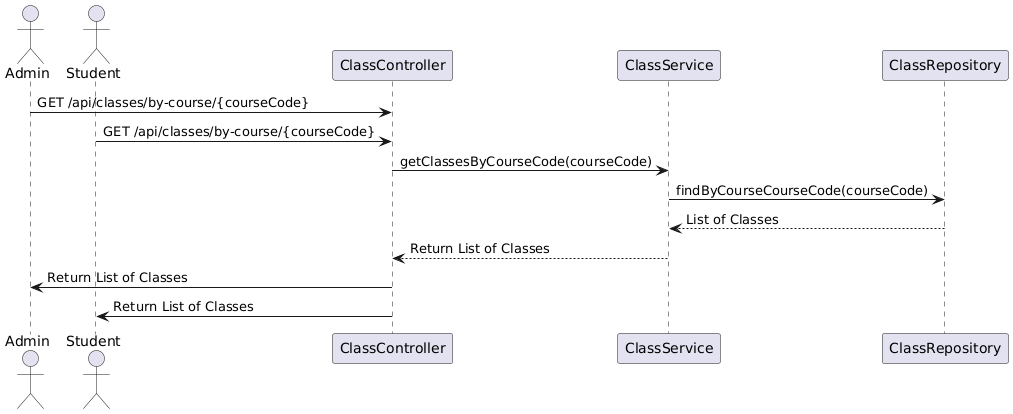 Admin
Student
ClassController
ClassService
ClassRepository
GET /api/classes/by-course/{courseCode}
GET /api/classes/by-course/{courseCode}
getClassesByCourseCode(courseCode)
findByCourseCourseCode(courseCode)
List of Classes
Return List of Classes
Return List of Classes
Return List of Classes
Admin
Student
ClassController
ClassService
ClassRepository